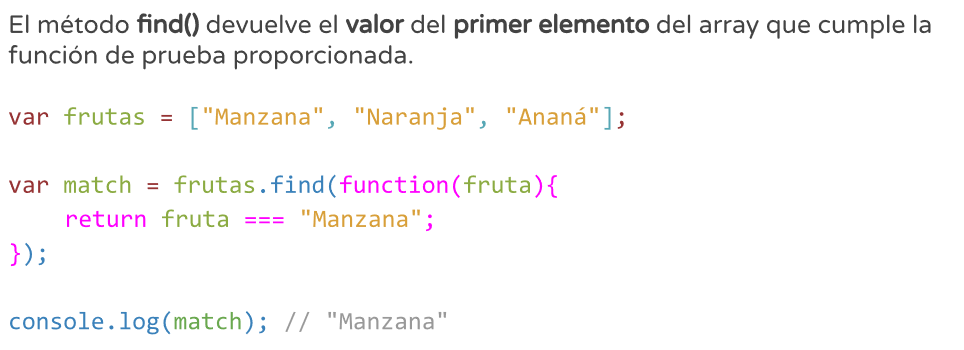 El método find() devuelve el valor del primer elemento del array que cumple la
función de prueba proporcionada.
var frutas = ["Manzana", "Naranja", "Ananá"];
var match = frutas.find(function(fruta){
    return fruta === "Manzana";
});
console.log(match); // "Manzana"